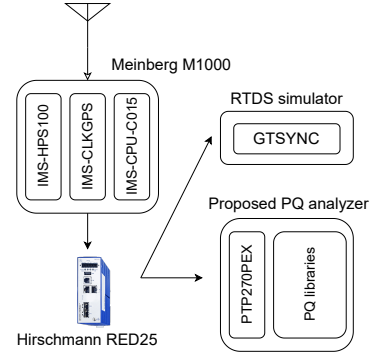 Meinberg M1000
IMS-HPS100
IMS-CLKGPS
IMS-CPU-C015
RTDS simulator
GTSYNC
Proposed PQ analyzer
PTP270PEX
PQ libraries
Hirschmann RED25